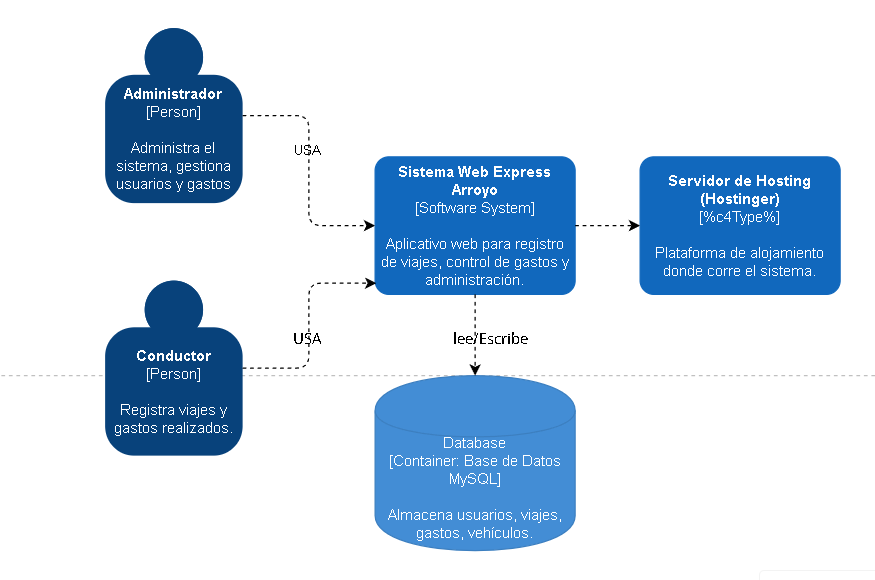 Administrador
[Person]
Administra el
sistema, gestiona
usuarios y gastos
USA
Sistema Web Express
Arroyo
[Software System]
Aplicativo web para registro
de viajes, control de gastos y
administración.
Servidor de Hosting
(Hostinger)
[%c4Type%]
Plataforma de alojamiento
donde corre el sistema.
Conductor
[Person]
Registra viajes y
gastos realizados.
USA
lee/Escribe
Database
[Container: Base de Datos
MySQL]
Almacena usuarios, viajes,
gastos, vehículos.